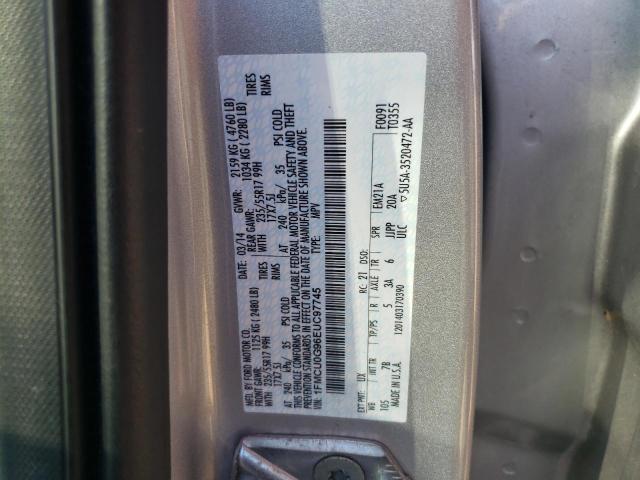 MFG. BY FORD MOTOR CO.
DATE: 03/14 GVWR: 2159 KG (4760 LB)
FRONT GAWR: 1125 KG (2480 LB) REAR GAWR: 1034 KG (2280 LB)
235/55R17 99H TIRES WITH 235/55R17 99H TIRES
17X7.5J RIMS 17X7.5J RIMS
AT 240 kPa/ 35 PSI COLD AT 240 kPa/ 35 PSI COLD
THIS VEHICLE CONFORMS TO ALL APPLICABLE FEDERAL MOTOR VEHICLE SAFETY AND THEFT
PREVENTION STANDARDS IN EFFECT ON THE DATE OF MANUFACTURE SHOWN ABOVE.
VIN: 1FMCU0G96EUC97745 TYPE: MPV
F0091
T0355
EXT PNT: UX RC: 21 DSO:
WB INT TR TP/PS R AXLE TR SPR EM21A
105 7B 5 3A 6 JJPP 20A
ULC
MADE IN U.S.A. 5U5A-3520472-AA
1201403170390